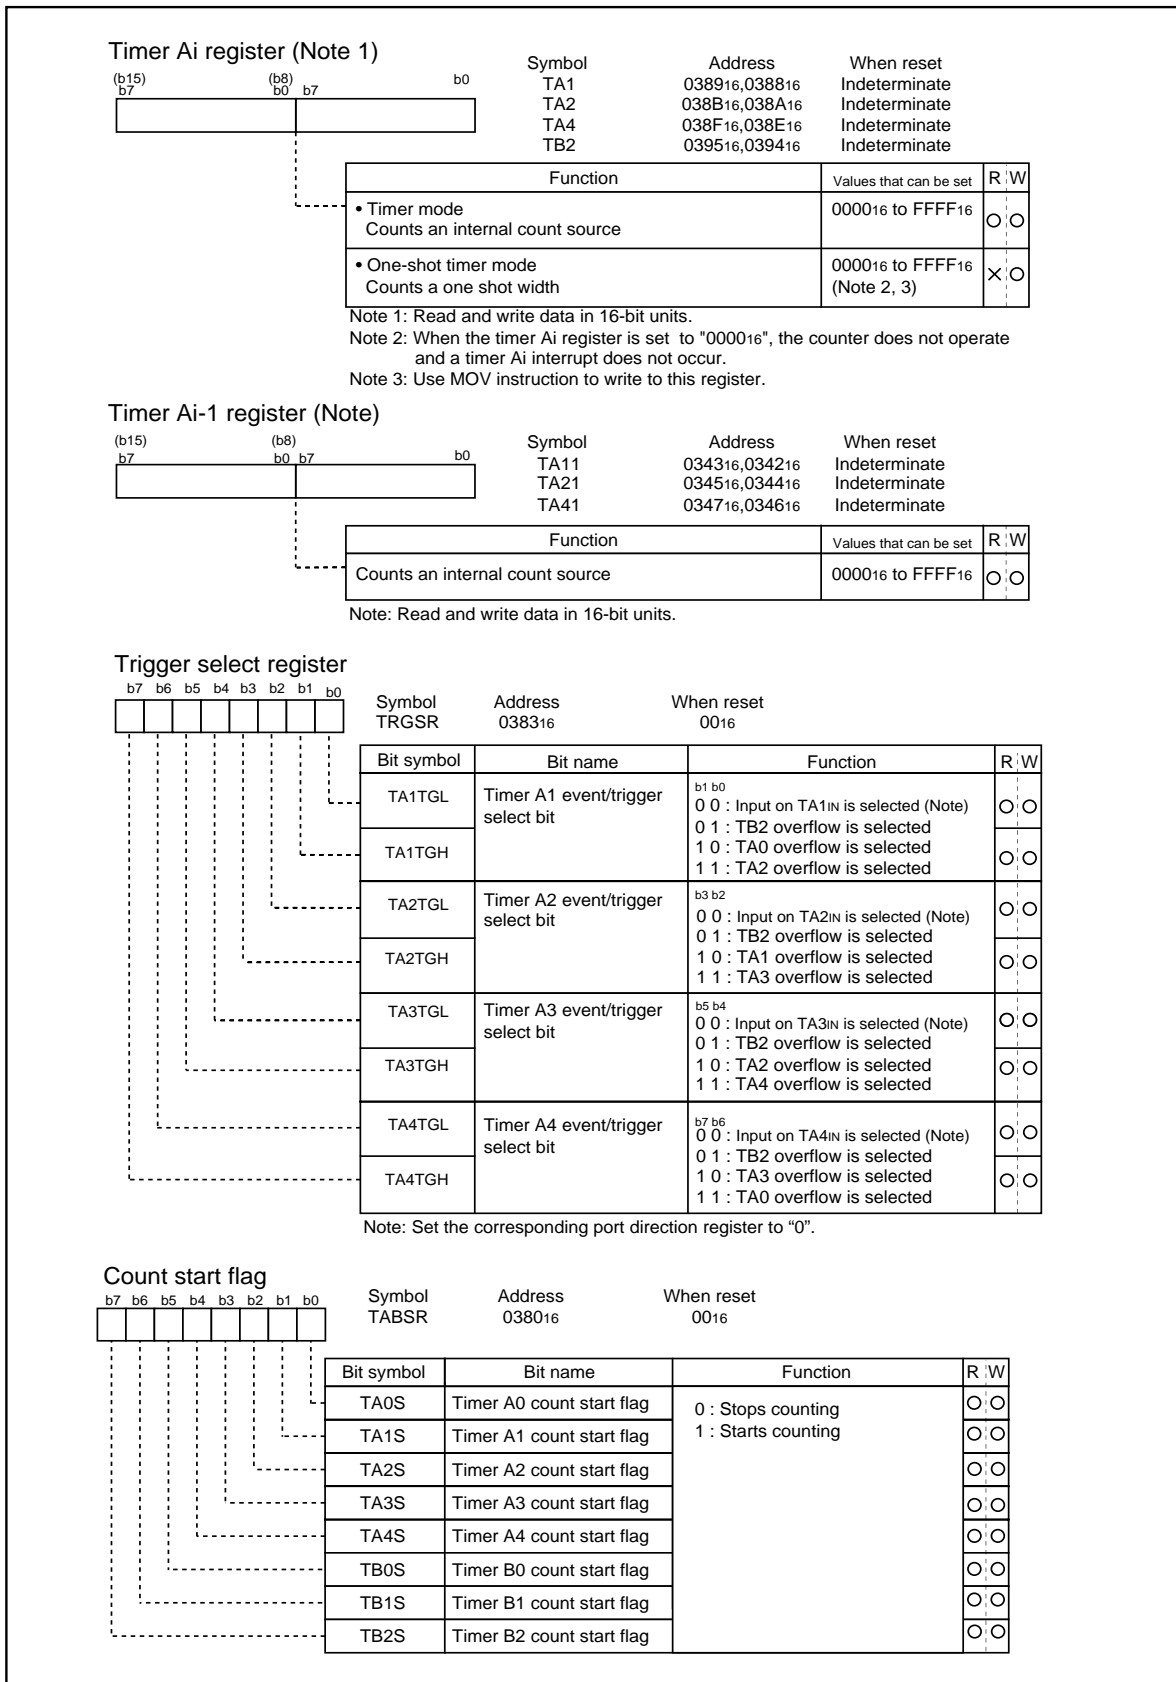 Timer Ai register (Note 1)
(b15) (b8)
b7 b0 b7 b0
Symbol Address When reset
TA1 038916,038816 Indeterminate
TA2 038B16,038A16 Indeterminate
TA4 038F16,038E16 Indeterminate
TB2 039516,039416 Indeterminate
Function Values that can be set R W
• Timer mode 000016 to FFFF16
Counts an internal count source
• One-shot timer mode 000016 to FFFF16
Counts a one shot width (Note 2, 3)
Note 1: Read and write data in 16-bit units.
Note 2: When the timer Ai register is set to "000016", the counter does not operate
and a timer Ai interrupt does not occur.
Note 3: Use MOV instruction to write to this register.
Timer Ai-1 register (Note)
(b15) (b8)
b7 b0 b7 b0
Symbol Address When reset
TA11 034316,034216 Indeterminate
TA21 034516,034416 Indeterminate
TA41 034716,034616 Indeterminate
Function Values that can be set R W
Counts an internal count source 000016 to FFFF16
Note: Read and write data in 16-bit units.
Trigger select register
b7 b6 b5 b4 b3 b2 b1 b0
Symbol Address When reset
TRGSR 038316 0016
Bit symbol Bit name Function R W
TA1TGL Timer A1 event/trigger
select bit
b1 b0
0 0 : Input on TA1IN is selected (Note)
0 1 : TB2 overflow is selected
TA1TGH 1 0 : TA0 overflow is selected
1 1 : TA2 overflow is selected
TA2TGL Timer A2 event/trigger
select bit
b3 b2
0 0 : Input on TA2IN is selected (Note)
0 1 : TB2 overflow is selected
TA2TGH 1 0 : TA1 overflow is selected
1 1 : TA3 overflow is selected
TA3TGL Timer A3 event/trigger
select bit
b5 b4
0 0 : Input on TA3IN is selected (Note)
0 1 : TB2 overflow is selected
TA3TGH 1 0 : TA2 overflow is selected
1 1 : TA4 overflow is selected
TA4TGL Timer A4 event/trigger
select bit
b7 b6
0 0 : Input on TA4IN is selected (Note)
0 1 : TB2 overflow is selected
TA4TGH 1 0 : TA3 overflow is selected
1 1 : TA0 overflow is selected
Note: Set the corresponding port direction register to “0”.
Count start flag
b7 b6 b5 b4 b3 b2 b1 b0
Symbol Address When reset
TABSR 038016 0016
Bit symbol Bit name Function R W
TA0S Timer A0 count start flag 0 : Stops counting
TA1S Timer A1 count start flag 1 : Starts counting
TA2S Timer A2 count start flag
TA3S Timer A3 count start flag
TA4S Timer A4 count start flag
TB0S Timer B0 count start flag
TB1S Timer B1 count start flag
TB2S Timer B2 count start flag